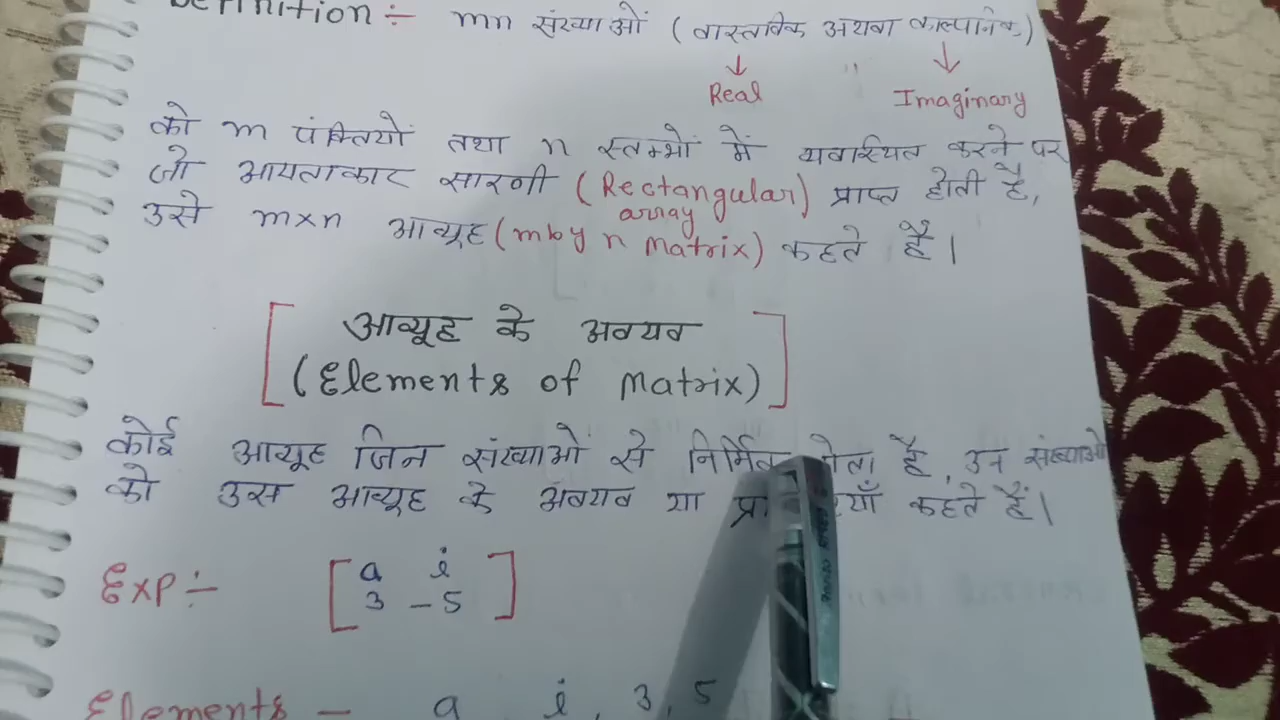 Definition ÷ mn संख्याओं (वास्तविक अथवा काल्पनिक)
Real Imaginary
को m पंक्तियों तथा n स्तम्भों में व्यवस्थित करने पर
जो आयताकार सारणी (Rectangular array) प्राप्त होती है,
उसे m×n आव्यूह (m by n Matrix) कहते है।
[ आव्यूह के अवयव
(Elements of Matrix) ]
कोई आव्यूह जिन संख्याओं से निर्मित होता है, उन संख्याओं
को उस आव्यूह के अवयव या कहते हैं।
Exp ÷ [ a i
3 -5 ]
Elements - a i, 3, 5